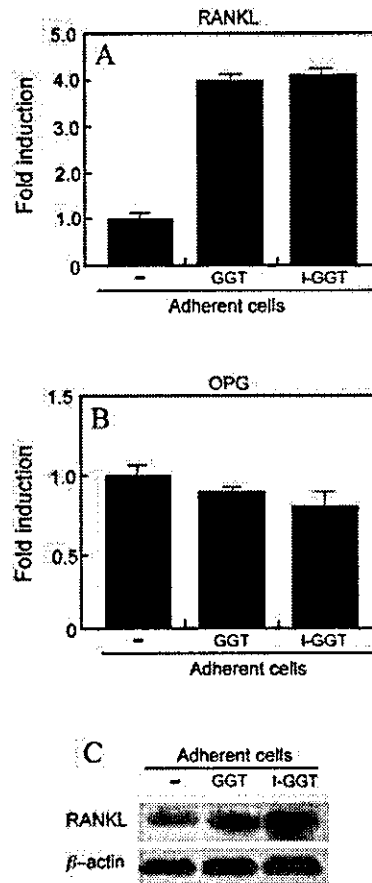 RANKL
A
5.0
4.0
3.0
2.0
1.0
0
Fold induction
- GGT I-GGT
Adherent cells
OPG
B
1.5
1.0
0.5
0
Fold induction
- GGT I-GGT
Adherent cells
C
Adherent cells
- GGT I-GGT
RANKL
β-actin